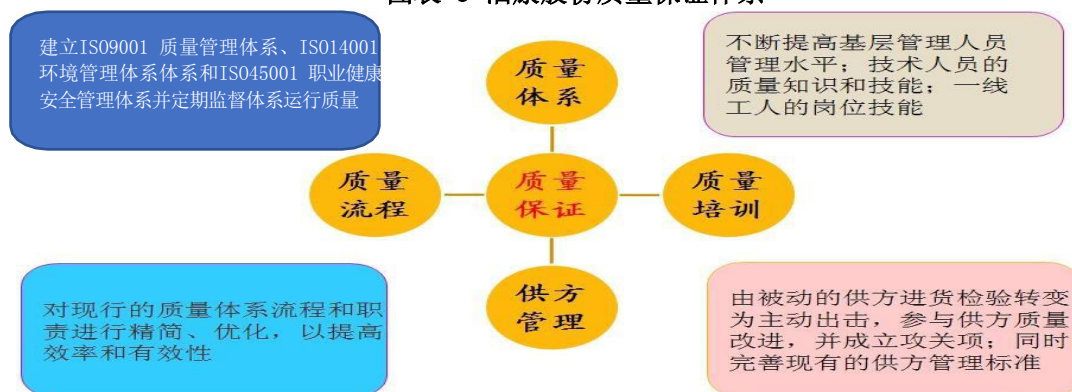 建立ISO9001 质量管理体系、ISO14001
环境管理体系体系和ISO45001 职业健康
安全管理体系并定期监督体系运行质量
不断提高基层管理人员
管理水平；技术人员的
质量知识和技能；一线
工人的岗位技能
质量
体系
质量
流程
质量
保证
质量
培训
供方
管理
对现行的质量体系流程和职
责进行精简、优化，以提高
效率和有效性
由被动的供方进货检验转变
为主动出击，参与供方质量
改进，并成立攻关项；同时
完善现有的供方管理标准